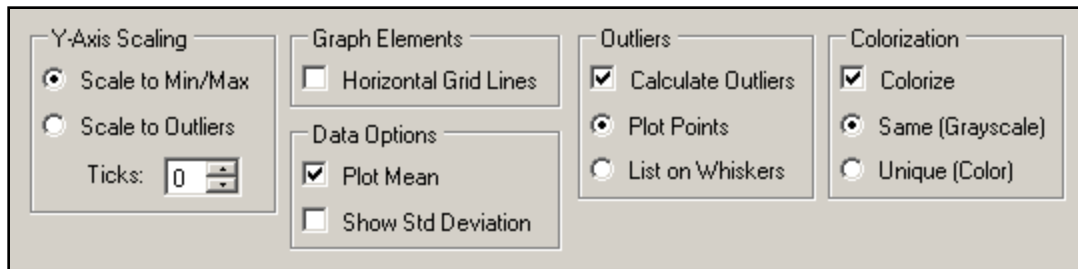 Y-Axis Scaling
Scale to Min/Max
Scale to Outliers
Ticks: 0
Graph Elements
Horizontal Grid Lines
Data Options
Plot Mean
Show Std Deviation
Outliers
Calculate Outliers
Plot Points
List on Whiskers
Colorization
Colorize
Same (Grayscale)
Unique (Color)